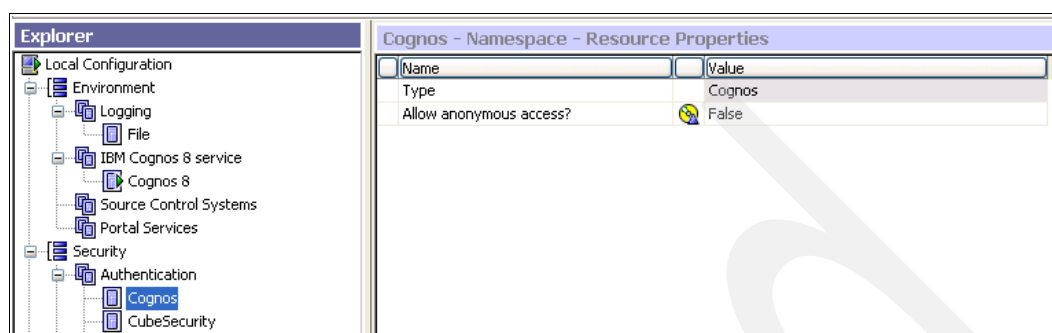 Explorer
Local Configuration
Environment
Logging
File
IBM Cognos 8 service
Cognos 8
Source Control Systems
Portal Services
Security
Authentication
Cognos
CubeSecurity
Cognos - Namespace - Resource Properties
Name Value
Type Cognos
Allow anonymous access? False